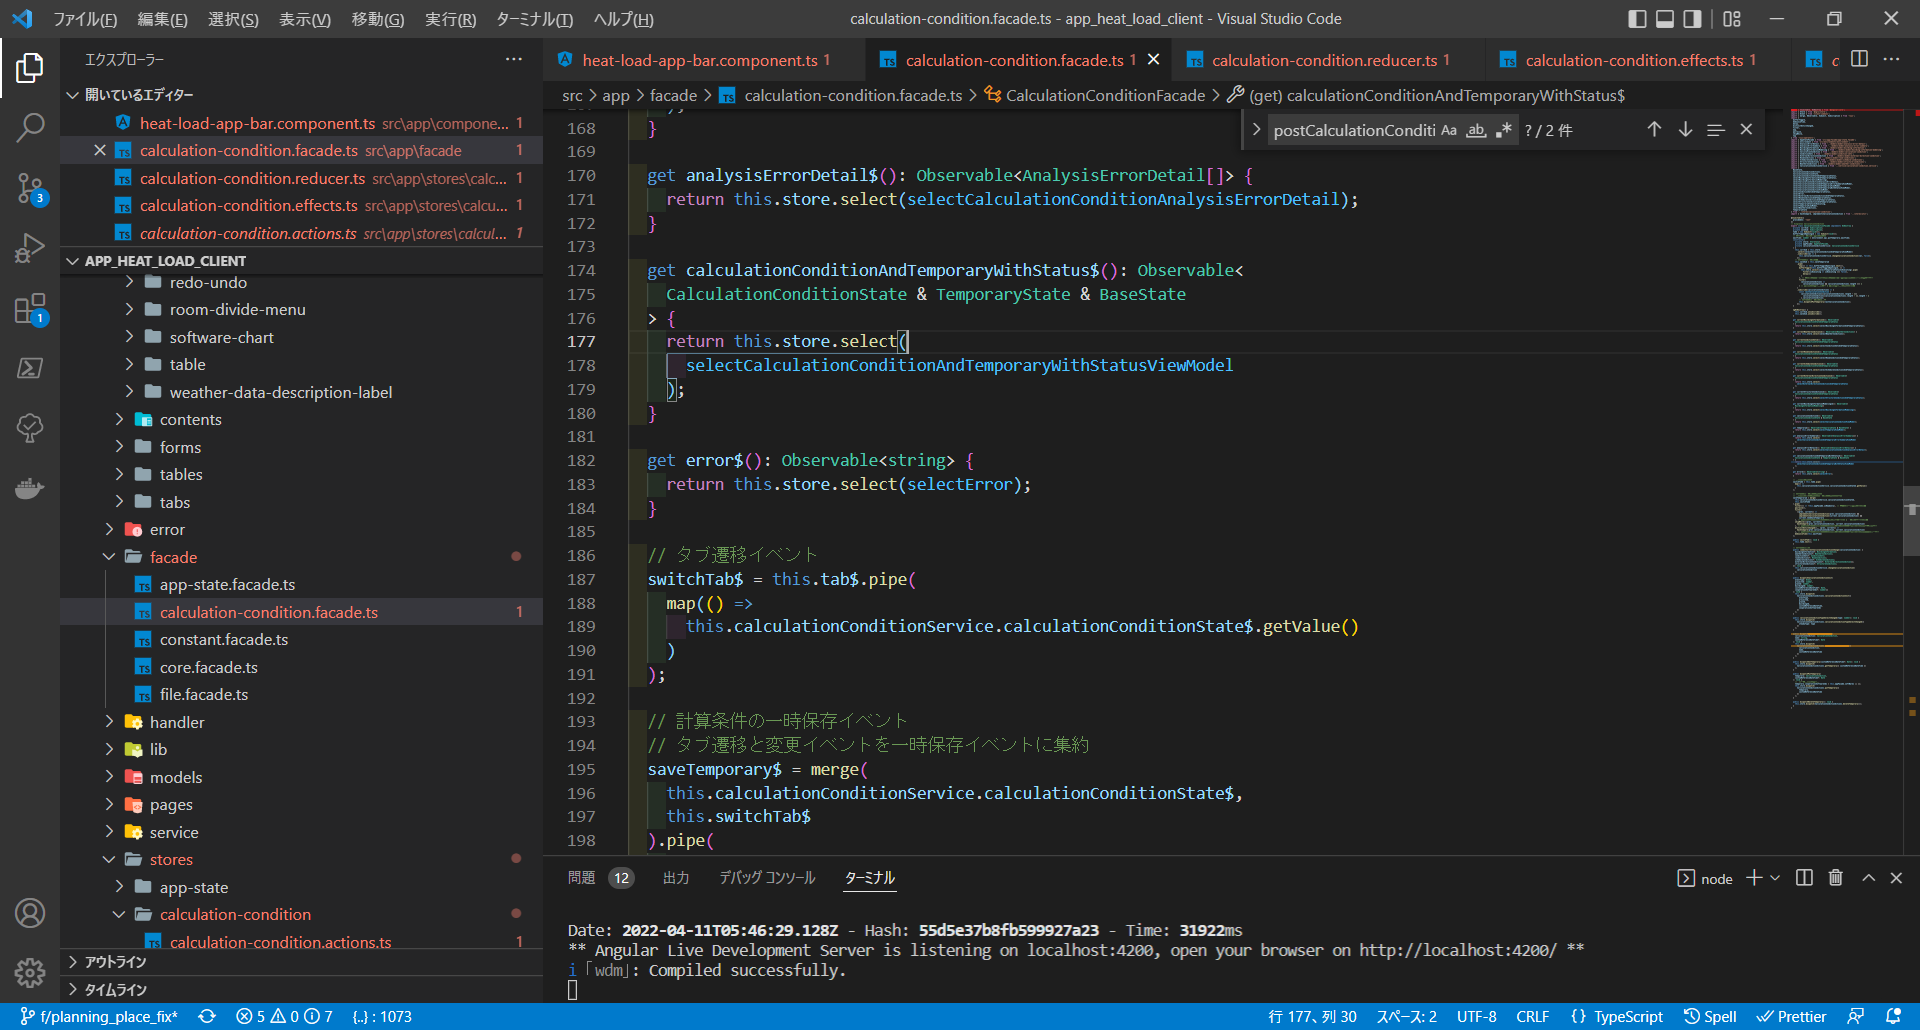 ファイル(F) 編集(E) 選択(S) 表示(V) 移動(G) 実行(R) ターミナル(T) ヘルプ(H)
calculation-condition.facade.ts - app_heat_load_client - Visual Studio Code
エクスプローラー
heat-load-app-bar.component.ts 1
calculation-condition.facade.ts 1
calculation-condition.reducer.ts 1
calculation-condition.effects.ts 1
c
開いているエディター
src > app > facade > TS calculation-condition.facade.ts > CalculationConditionFacade > (get) calculationConditionAndTemporaryWithStatus$
heat-load-app-bar.component.ts src\app\compone... 1
calculation-condition.facade.ts src\app\facade 1
calculation-condition.reducer.ts src\app\stores\calc... 1
calculation-condition.effects.ts src\app\stores\calcu... 1
calculation-condition.actions.ts src\app\stores\calcul... 1
APP_HEAT_LOAD_CLIENT
redo-undo
room-divide-menu
software-chart
table
weather-data-description-label
contents
forms
tables
tabs
error
facade
app-state.facade.ts
calculation-condition.facade.ts 1
constant.facade.ts
core.facade.ts
file.facade.ts
handler
lib
models
pages
service
stores
app-state
calculation-condition
calculation-condition.actions.ts 1
アウトライン
タイムライン
3
1
postCalculationConditi Aa ab .* ? / 2 件
168 }
169
170 get analysisErrorDetail$(): Observable<AnalysisErrorDetail[]> {
171 return this.store.select(selectCalculationConditionAnalysisErrorDetail);
172 }
173
174 get calculationConditionAndTemporaryWithStatus$(): Observable<
175 CalculationConditionState & TemporaryState & BaseState
176 > {
177 return this.store.select(
178 selectCalculationConditionAndTemporaryWithStatusViewModel
179 );
180 }
181
182 get error$(): Observable<string> {
183 return this.store.select(selectError);
184 }
185
186 // タブ遷移イベント
187 switchTab$ = this.tab$.pipe(
188 map(() =>
189 this.calculationConditionService.calculationConditionState$.getValue()
190 )
191 );
192
193 // 計算条件の一時保存イベント
194 // タブ遷移と変更イベントを一時保存イベントに集約
195 saveTemporary$ = merge(
196 this.calculationConditionService.calculationConditionState$,
197 this.switchTab$
198 ).pipe(
問題 12 出力 デバッグ コンソール ターミナル
node
Date: 2022-04-11T05:46:29.128Z - Hash: 55d5e37b8fb599927a23 - Time: 31922ms
** Angular Live Development Server is listening on localhost:4200, open your browser on http://localhost:4200/ **
i ｢wdm｣: Compiled successfully.
f/planning_place_fix* 5 0 7 {..} : 1073
行 177、列 30 スペース: 2 UTF-8 CRLF {} TypeScript Spell Prettier